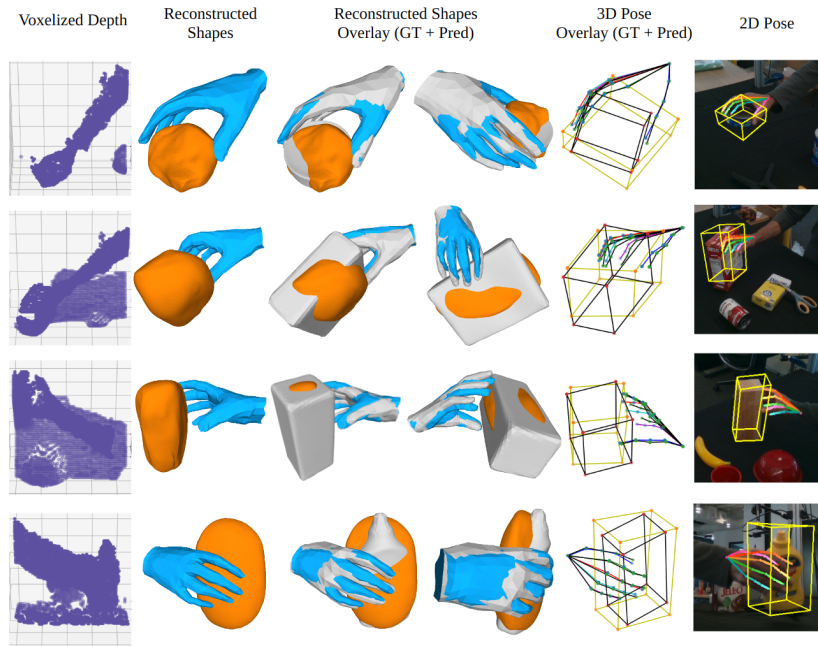 Voxelized Depth
Reconstructed
Shapes
Reconstructed Shapes
Overlay (GT + Pred)
3D Pose
Overlay (GT + Pred)
2D Pose